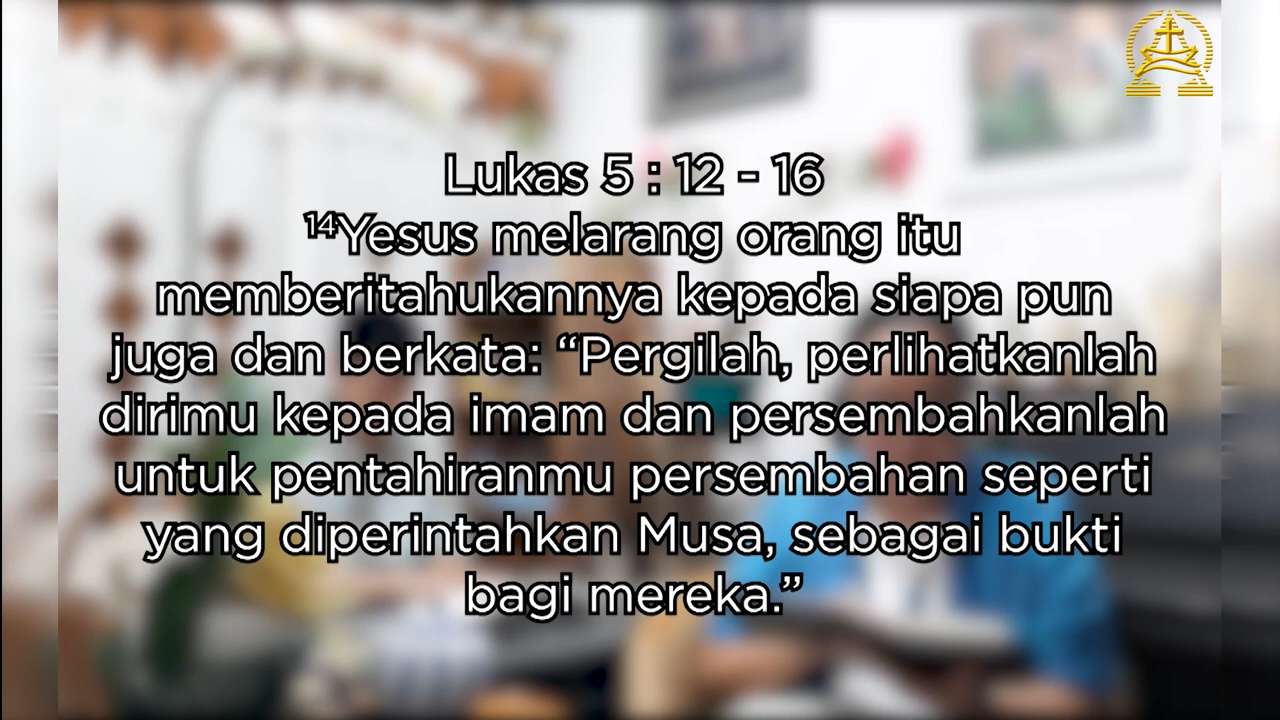 Lukas 5 : 12 - 16
¹⁴Yesus melarang orang itu
memberitahukannya kepada siapa pun
juga dan berkata: “Pergilah, perlihatkanlah
dirimu kepada imam dan persembahkanlah
untuk pentahiranmu persembahan seperti
yang diperintahkan Musa, sebagai bukti
bagi mereka.”